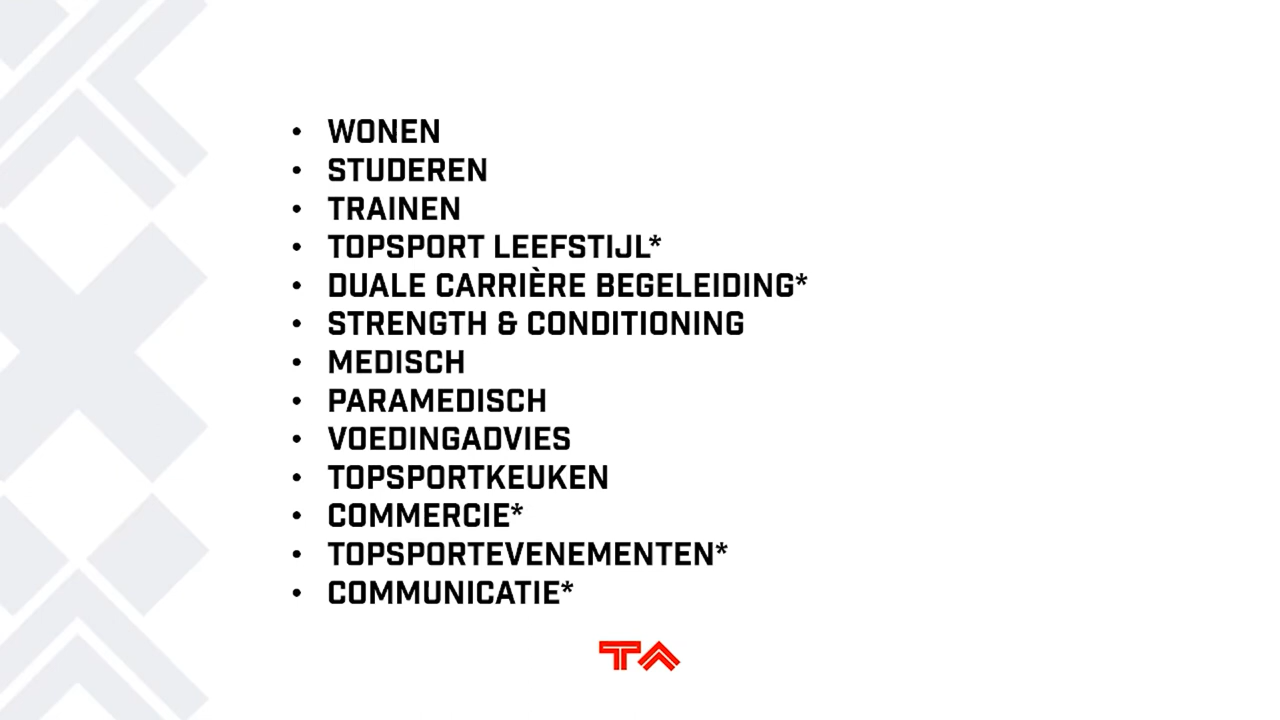 • WONEN
• STUDEREN
• TRAINEN
• TOPSPORT LEEFSTIJL*
• DUALE CARRIÈRE BEGELEIDING*
• STRENGTH & CONDITIONING
• MEDISCH
• PARAMEDISCH
• VOEDINGADVIES
• TOPSPORTKEUKEN
• COMMERCIE*
• TOPSPORTEVENEMENTEN*
• COMMUNICATIE*
TA